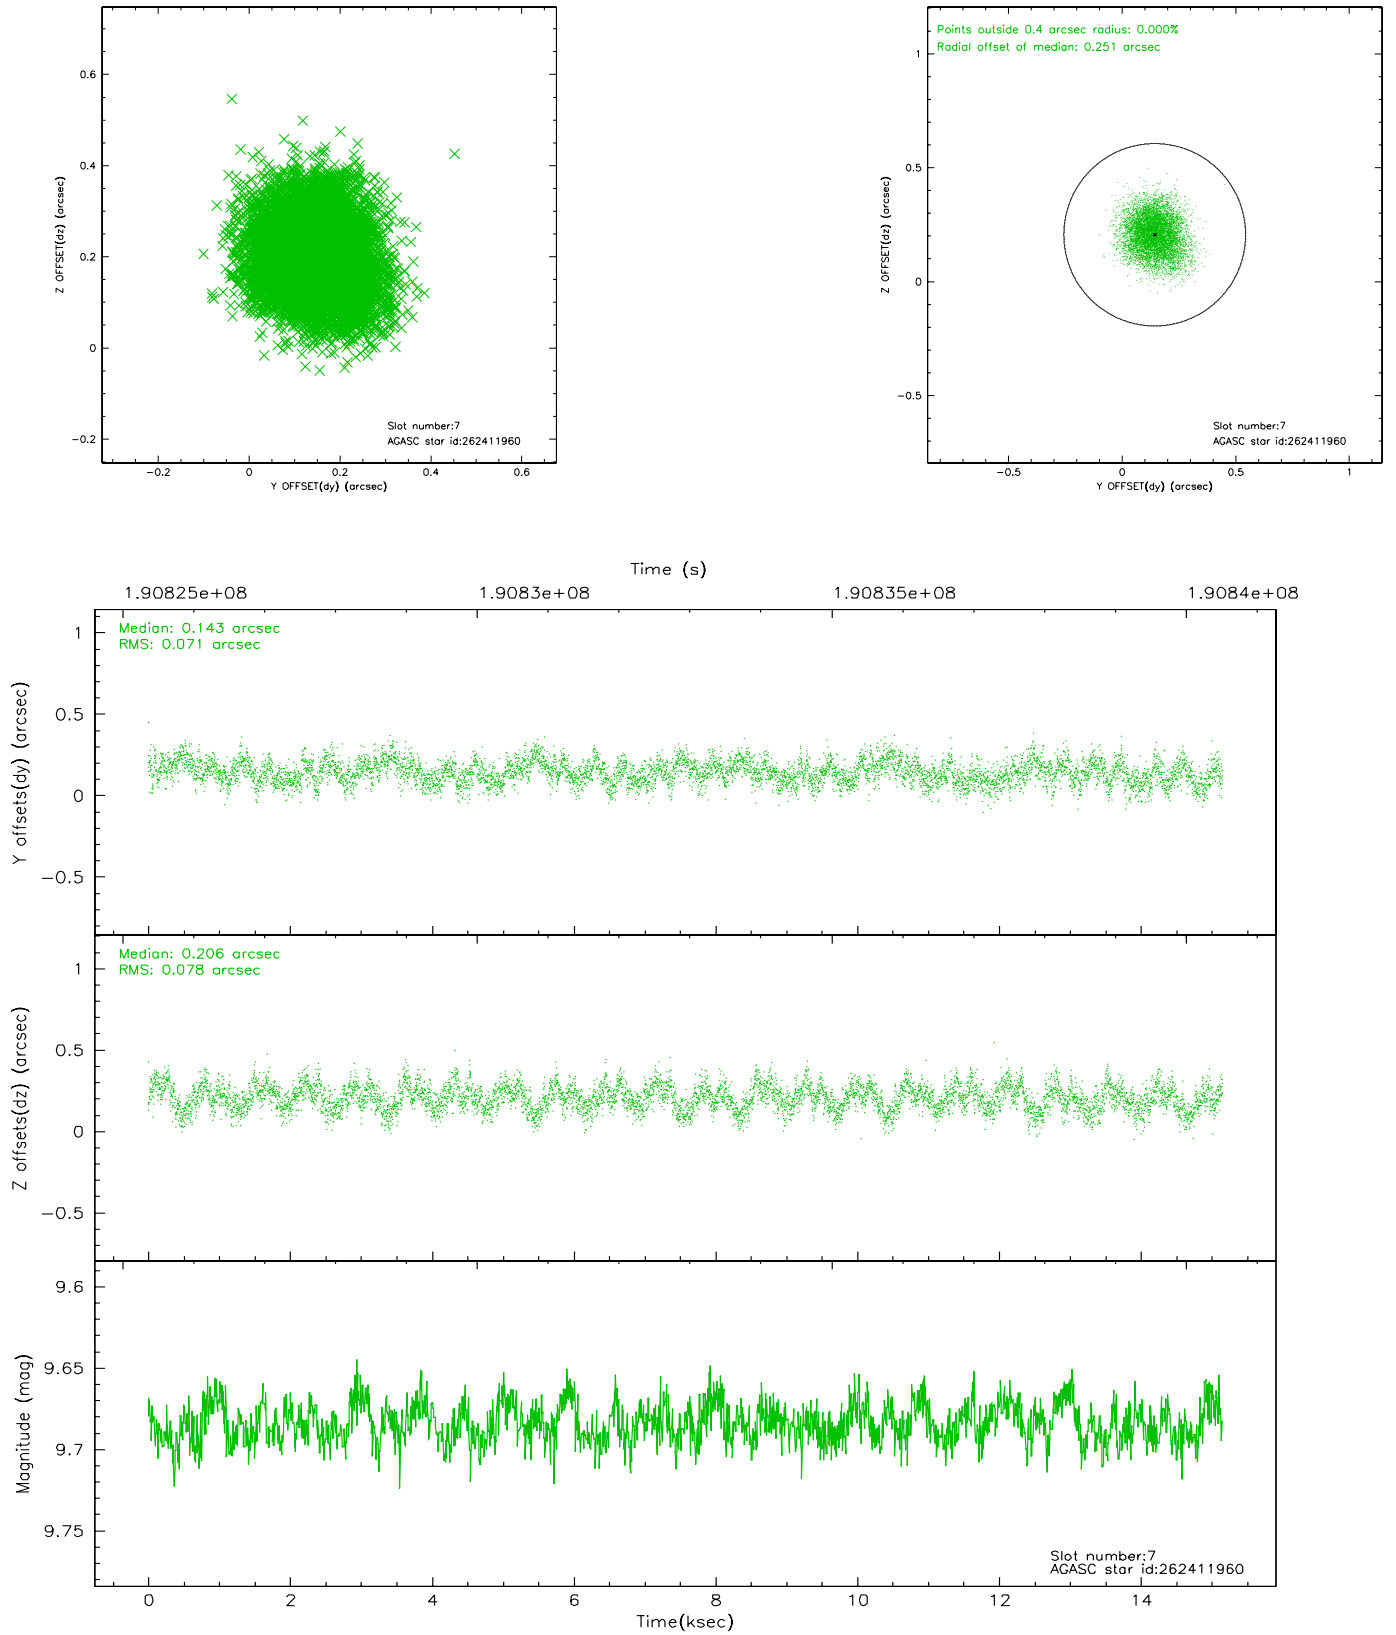 0.6
0.4
0.2
0
−0.2
Z OFFSET(dz) (arcsec)
Slot number:7
AGASC star id:262411960
−0.2 0 0.2 0.4 0.6
Y OFFSET(dy) (arcsec)
Points outside 0.4 arcsec radius: 0.000%
Radial offset of median: 0.251 arcsec
1
0.5
0
−0.5
Z OFFSET(dz) (arcsec)
Slot number:7
AGASC star id:262411960
−0.5 0 0.5 1
Y OFFSET(dy) (arcsec)
Time (s)
1.90825e+08 1.9083e+08 1.90835e+08 1.9084e+08
Median: 0.143 arcsec
RMS: 0.071 arcsec
1
0.5
0
−0.5
Y offsets(dy) (arcsec)
Median: 0.206 arcsec
RMS: 0.078 arcsec
1
0.5
0
−0.5
Z offsets(dz) (arcsec)
9.6
9.65
9.7
9.75
Magnitude (mag)
Slot number:7
AGASC star id:262411960
0 2 4 6 8 10 12 14
Time(ksec)